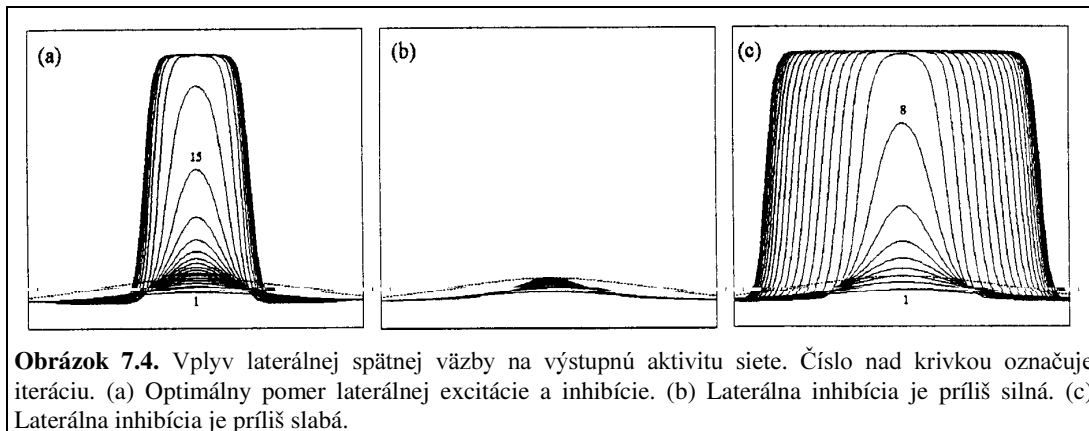 (a)
15
1
(b)
(c)
8
1
Obrázok 7.4. Vplyv laterálnej spätnej väzby na výstupnú aktivitu siete. Číslo nad krivkou označuje
iteráciu. (a) Optimálny pomer laterálnej excitácie a inhibície. (b) Laterálna inhibícia je príliš silná. (c)
Laterálna inhibícia je príliš slabá.